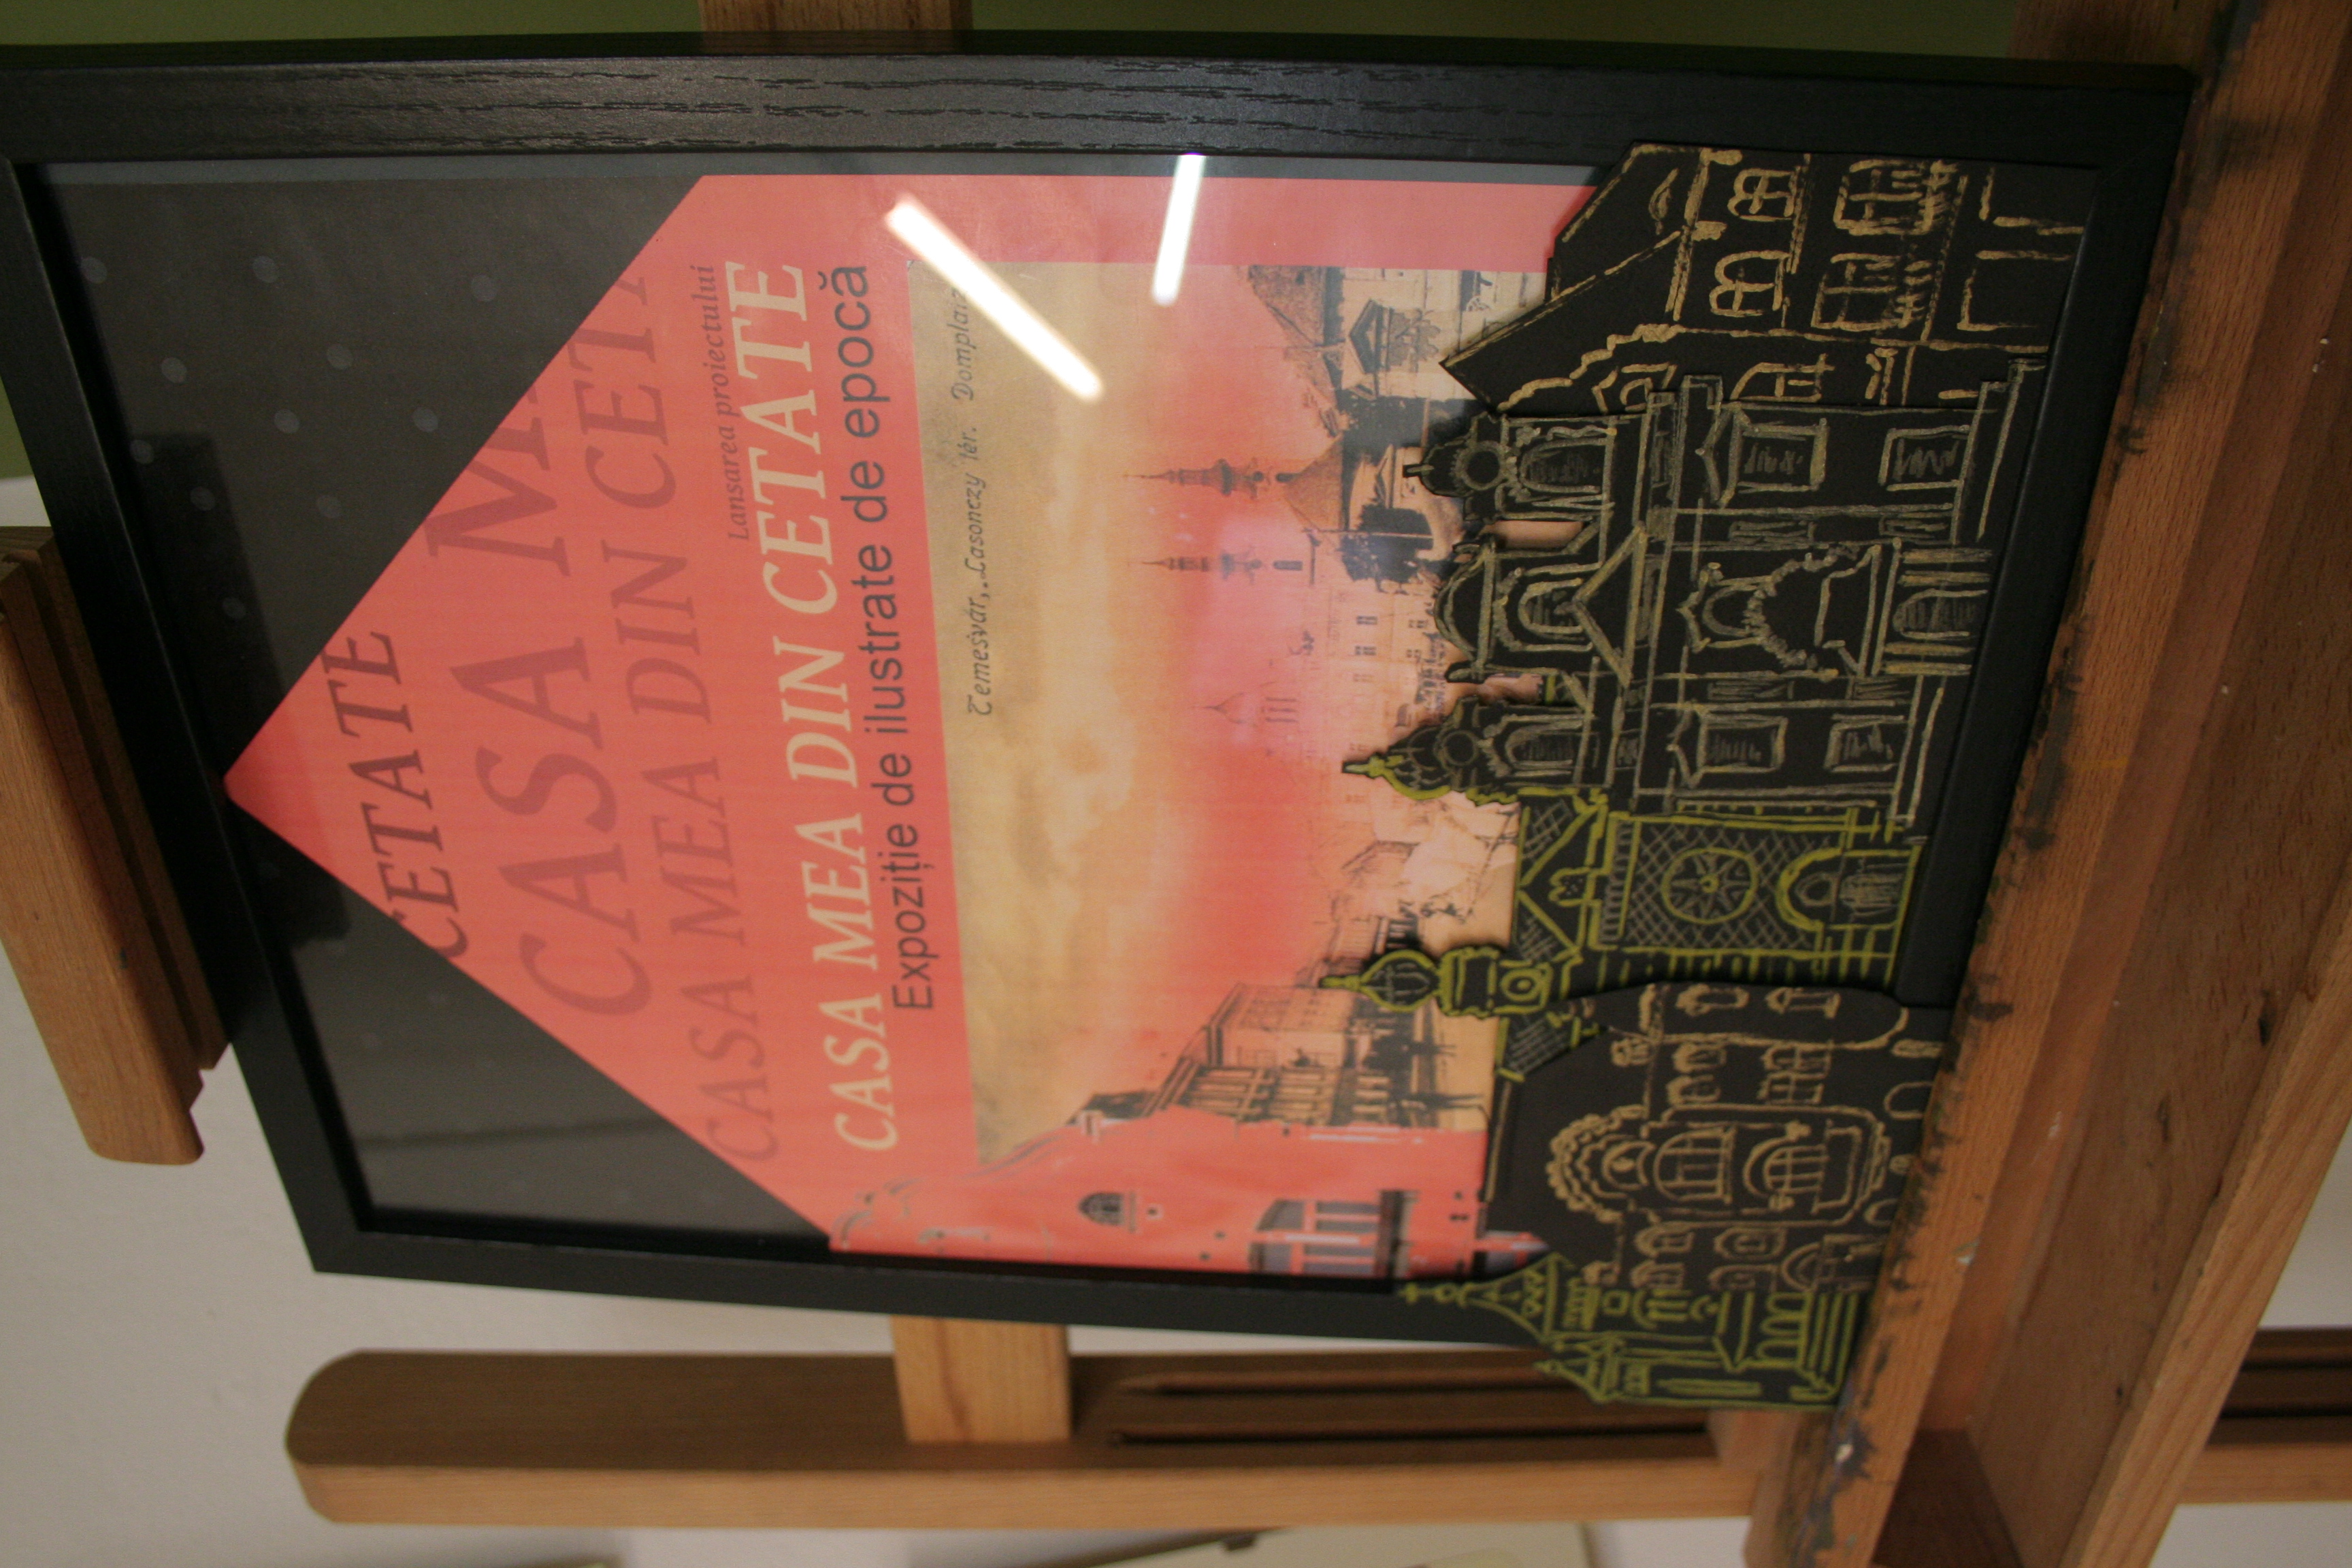 CETATE
CASA M
CASA MEA DIN CETA
Lansarea proiectului
CASA MEA DIN CETATE
Expoziție de ilustrate de epocă
Temesvár, Lasonczy tér. Domplatz